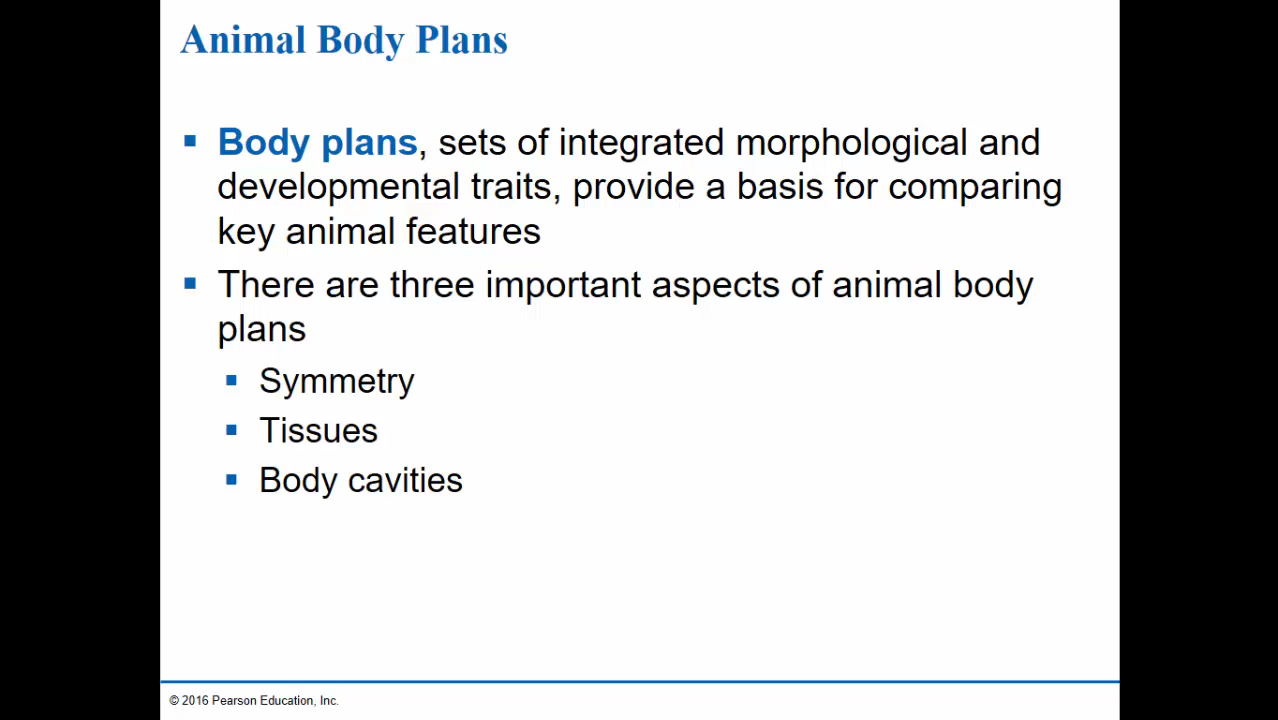 Animal Body Plans
▪ Body plans, sets of integrated morphological and
developmental traits, provide a basis for comparing
key animal features
▪ There are three important aspects of animal body
plans
▪ Symmetry
▪ Tissues
▪ Body cavities
© 2016 Pearson Education, Inc.